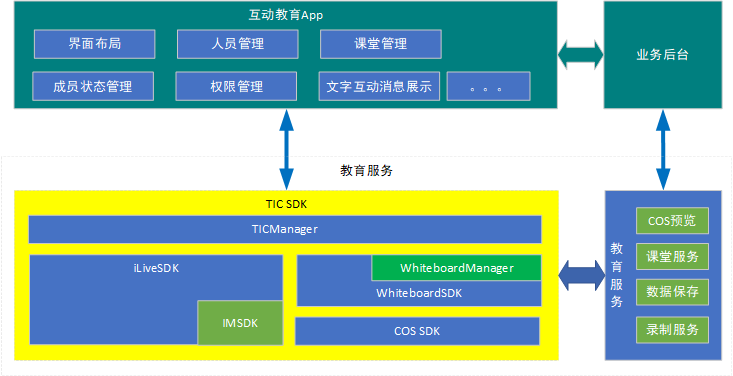 互动教育App
界面布局
人员管理
课堂管理
成员状态管理
权限管理
文字互动消息展示
。。。
业务后台
教育服务
TIC SDK
TICManager
iLiveSDK
IMSDK
WhiteboardManager
WhiteboardSDK
COS SDK
教育服务
COS预览
课堂服务
数据保存
录制服务